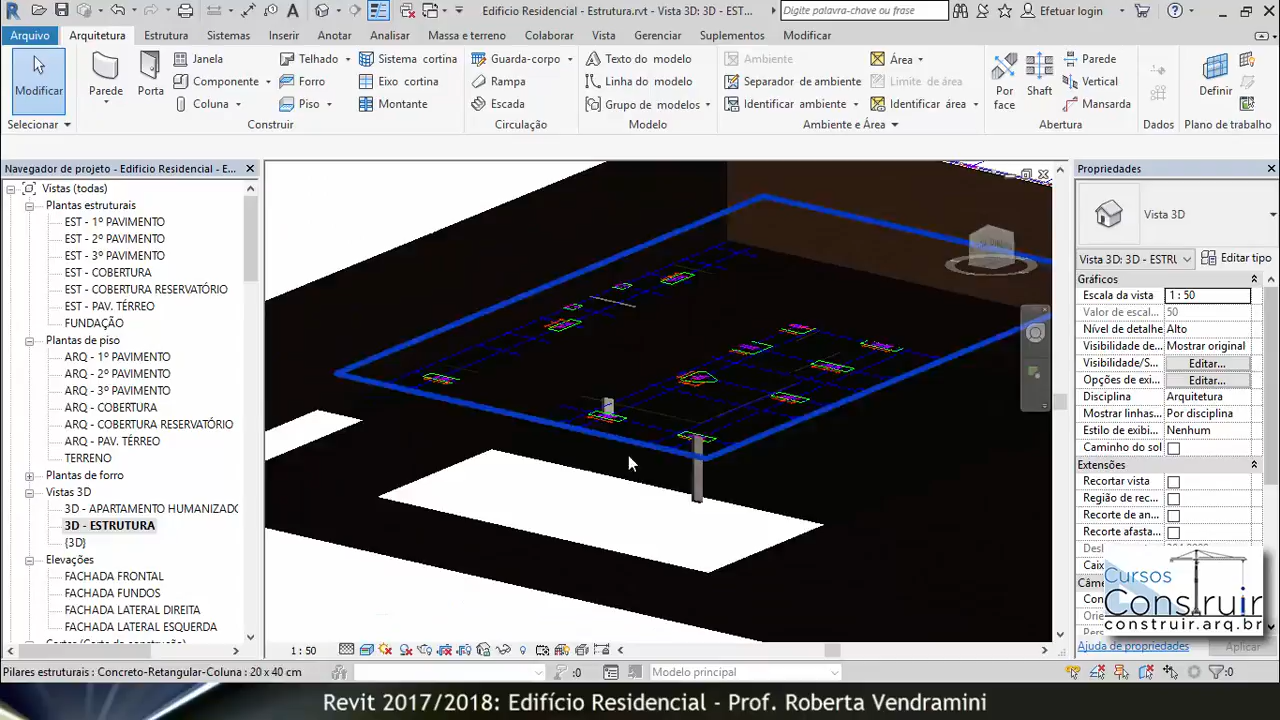 Edificio Residencial - Estrutura.rvt - Vista 3D: 3D - EST...
Digite palavra-chave ou frase
Efetuar login
Arquivo Arquitetura Estrutura Sistemas Inserir Anotar Analisar Massa e terreno Colaborar Vista Gerenciar Suplementos Modificar
Modificar
Parede
Porta
Janela
Componente
Coluna
Telhado
Forro
Piso
Sistema cortina
Eixo cortina
Montante
Guarda-corpo
Rampa
Escada
Texto do modelo
Linha do modelo
Grupo de modelos
Ambiente
Separador de ambiente
Identificar ambiente
Área
Limite de área
Identificar área
Por face
Shaft
Parede
Vertical
Mansarda
Definir
Selecionar Construir Circulação Modelo Ambiente e Área Abertura Dados Plano de trabalho
Navegador de projeto - Edificio Residencial - E...
Vistas (todas)
Plantas estruturais
EST - 1º PAVIMENTO
EST - 2º PAVIMENTO
EST - 3º PAVIMENTO
EST - COBERTURA
EST - COBERTURA RESERVATÓRIO
EST - PAV. TÉRREO
FUNDAÇÃO
Plantas de piso
ARQ - 1º PAVIMENTO
ARQ - 2º PAVIMENTO
ARQ - 3º PAVIMENTO
ARQ - COBERTURA
ARQ - COBERTURA RESERVATÓRIO
ARQ - PAV. TÉRREO
TERRENO
Plantas de forro
Vistas 3D
3D - APARTAMENTO HUMANIZADO
3D - ESTRUTURA
{3D}
Elevações
FACHADA FRONTAL
FACHADA FUNDOS
FACHADA LATERAL DIREITA
FACHADA LATERAL ESQUERDA
Propriedades
Vista 3D
Vista 3D: 3D - ESTRU
Editar tipo
Gráficos
Escala da vista 1 : 50
Valor de escal... 50
Nível de detalhe Alto
Visibilidade de... Mostrar original
Visibilidade/S... Editar...
Opções de exi... Editar...
Disciplina Arquitetura
Mostrar linhas... Por disciplina
Estilo de exibi... Nenhum
Caminho do sol
Extensões
Recortar vista
Região de rec...
Recorte de an...
Recorte afasta...
Cursos
Construir
construir.arq.br
Ajuda de propriedades
Aplicar
1 : 50
Pilares estruturais : Concreto-Retangular-Coluna : 20 x 40 cm
:0
Modelo principal
:0
Revit 2017/2018: Edifício Residencial - Prof. Roberta Vendramini